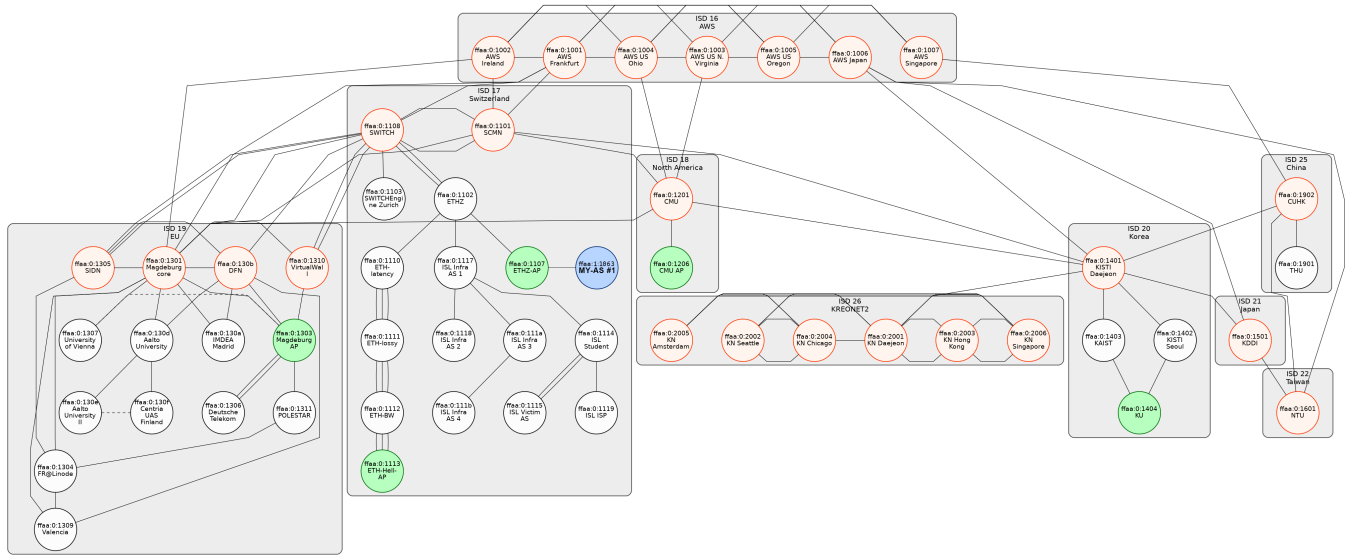 ISD 16
AWS
ffaa:0:1002
AWS
Ireland
ffaa:0:1001
AWS
Frankfurt
ffaa:0:1004
AWS US
Ohio
ffaa:0:1003
AWS US N.
Virginia
ffaa:0:1005
AWS US
Oregon
ffaa:0:1006
AWS Japan
ffaa:0:1007
AWS
Singapore
ISD 17
Switzerland
ffaa:0:1108
SWITCH
ffaa:0:1101
SCMN
ffaa:0:1103
SWITCHEngi
ne Zurich
ffaa:0:1102
ETHZ
ffaa:0:1110
ETH-
latency
ffaa:0:1117
ISL Infra
AS 1
ffaa:0:1107
ETHZ-AP
ffaa:1:1063
MY-AS #1
ffaa:0:1111
ETH-lossy
ffaa:0:1118
ISL Infra
AS 2
ffaa:0:111a
ISL Infra
AS 3
ffaa:0:1114
ISL
Student
ffaa:0:1112
ETH-BW
ffaa:0:111b
ISL Infra
AS 4
ffaa:0:1115
ISL Victim
AS
ffaa:0:1119
ISL ISP
ffaa:0:1113
ETH-Hell-
AP
ISD 18
North America
ffaa:0:1201
CMU
ffaa:0:1206
CMU AP
ISD 19
EU
ffaa:0:1305
SIDN
ffaa:0:1301
Magdeburg
core
ffaa:0:130b
DFN
ffaa:0:1310
VirtualWal
l
ffaa:0:1307
University
of Vienna
ffaa:0:130d
Aalto
University
ffaa:0:130a
IMDEA
Madrid
ffaa:0:1303
Magdeburg
AP
ffaa:0:130e
Aalto
University
II
ffaa:0:130f
Centria
UAS
Finland
ffaa:0:1306
Deutsche
Telekom
ffaa:0:1311
POLESTAR
ffaa:0:1304
FR@Linode
ffaa:0:1309
Valencia
ISD 26
KREONET2
ffaa:0:2005
KN
Amsterdam
ffaa:0:2002
KN Seattle
ffaa:0:2004
KN Chicago
ffaa:0:2001
KN Daejeon
ffaa:0:2003
KN Hong
Kong
ffaa:0:2006
KN
Singapore
ISD 20
Korea
ffaa:0:1401
KISTI
Daejeon
ffaa:0:1403
KAIST
ffaa:0:1402
KISTI
Seoul
ffaa:0:1404
KU
ISD 25
China
ffaa:0:1902
CUHK
ffaa:0:1901
THU
ISD 21
Japan
ffaa:0:1501
KDDI
ISD 22
Taiwan
ffaa:0:1601
NTU